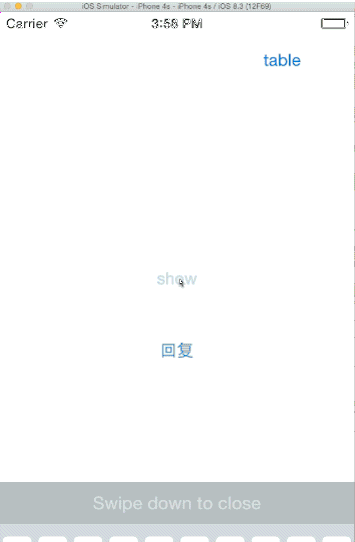 iOS Simulator - iPhone 4s - iPhone 4s / iOS 8.3 (12F69)
Carrier 3:58 PM
table
show
回复
Swipe down to close